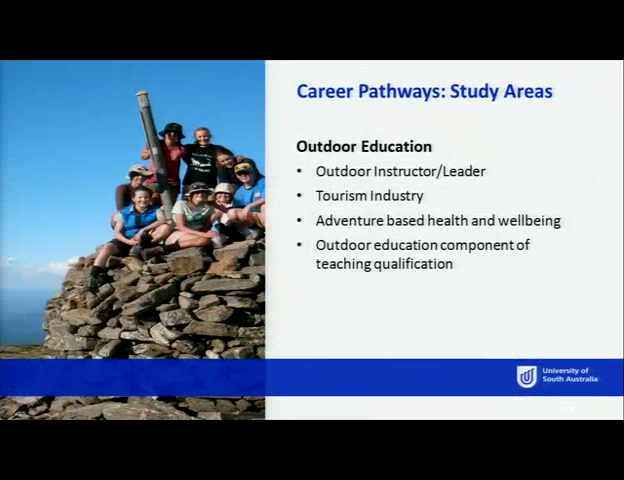 Career Pathways: Study Areas
Outdoor Education
• Outdoor Instructor/Leader
• Tourism Industry
• Adventure based health and wellbeing
• Outdoor education component of
teaching qualification
University of
South Australia